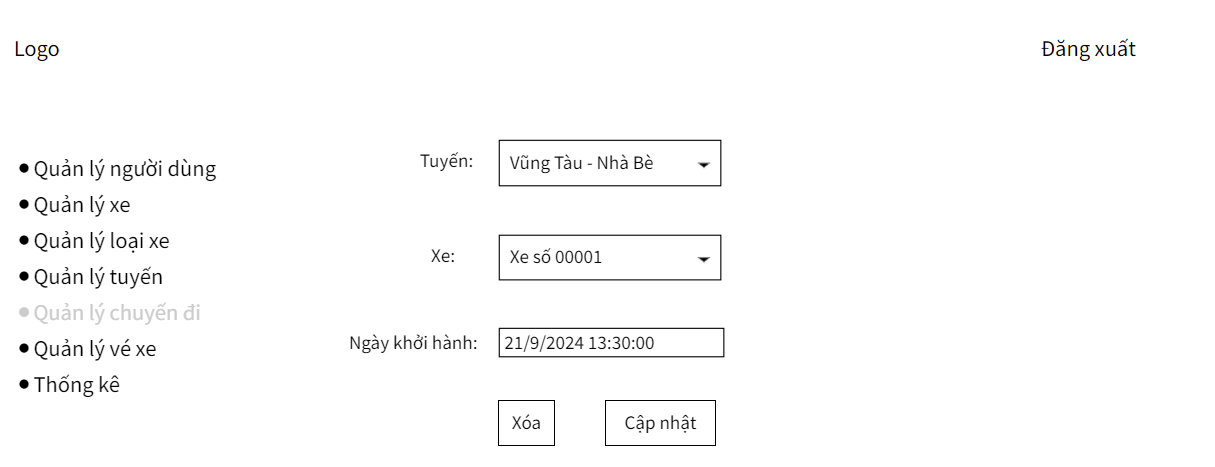 Logo
Đăng xuất
Quản lý người dùng
Quản lý xe
Quản lý loại xe
Quản lý tuyến
Quản lý chuyến đi
Quản lý vé xe
Thống kê
Tuyến: Vũng Tàu - Nhà Bè
Xe: Xe số 00001
Ngày khởi hành: 21/9/2024 13:30:00
Xóa
Cập nhật